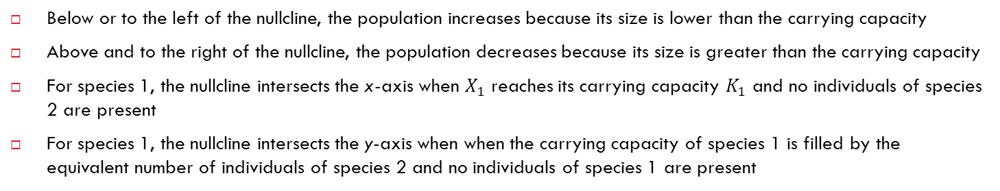 Below or to the left of the nullcline, the population increases because its size is lower than the carrying capacity
Above and to the right of the nullcline, the population decreases because its size is greater than the carrying capacity
For species 1, the nullcline intersects the x-axis when X₁ reaches its carrying capacity K₁ and no individuals of species
2 are present
For species 1, the nullcline intersects the y-axis when when the carrying capacity of species 1 is filled by the
equivalent number of individuals of species 2 and no individuals of species 1 are present